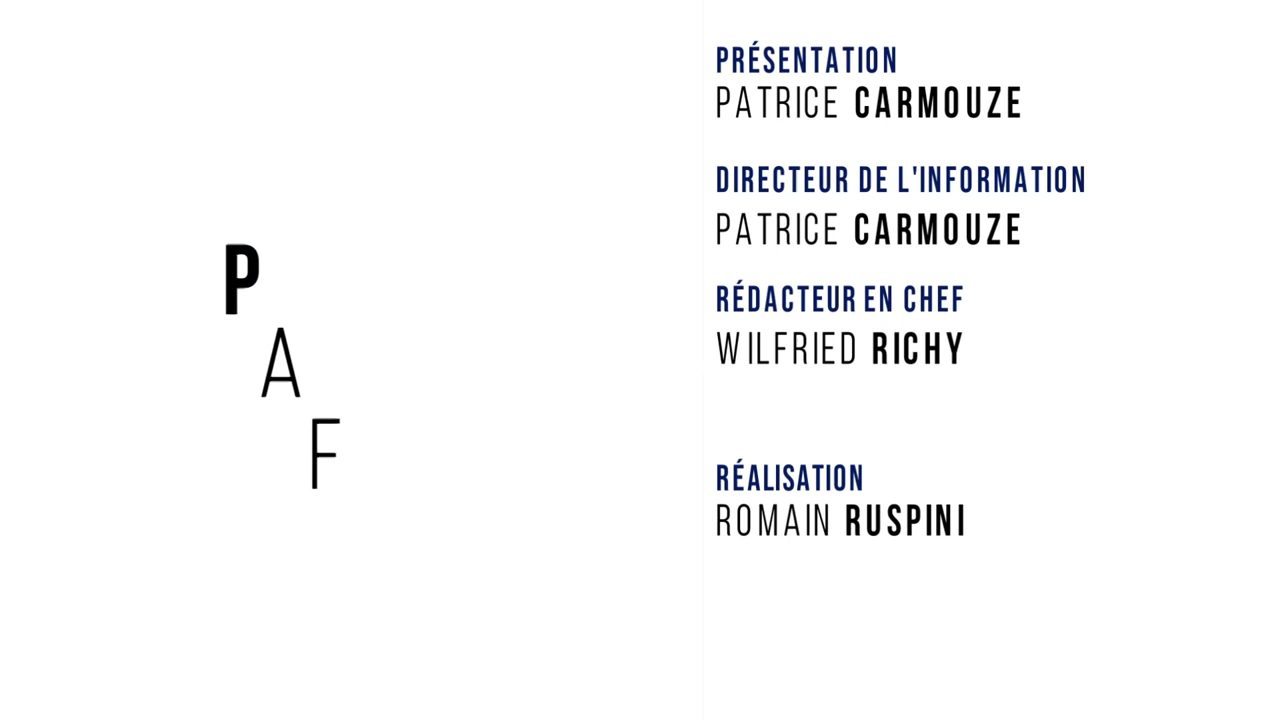 P
A
F
PRÉSENTATION
PATRICE CARMOUZE
DIRECTEUR DE L'INFORMATION
PATRICE CARMOUZE
RÉDACTEUR EN CHEF
WILFRIED RICHY
RÉALISATION
ROMAIN RUSPINI